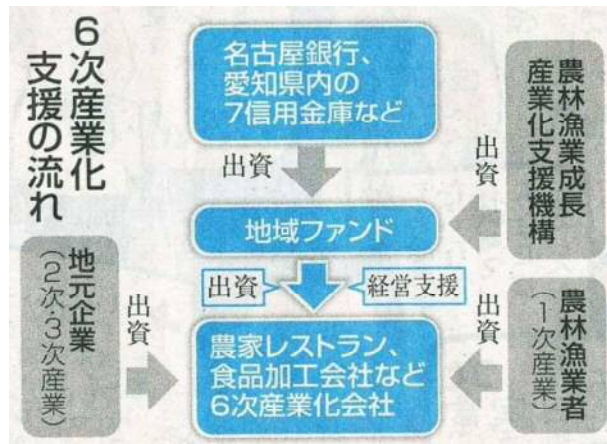 6次産業化
支援の流れ
名古屋銀行、
愛知県内の
7信用金庫など
農林漁業成長
産業化支援機構
出資
出資
地域ファンド
出資
経営支援
地元企業
(2次・3次産業)
出資
農家レストラン、
食品加工会社など
6次産業化会社
出資
農林漁業者
(1次産業)